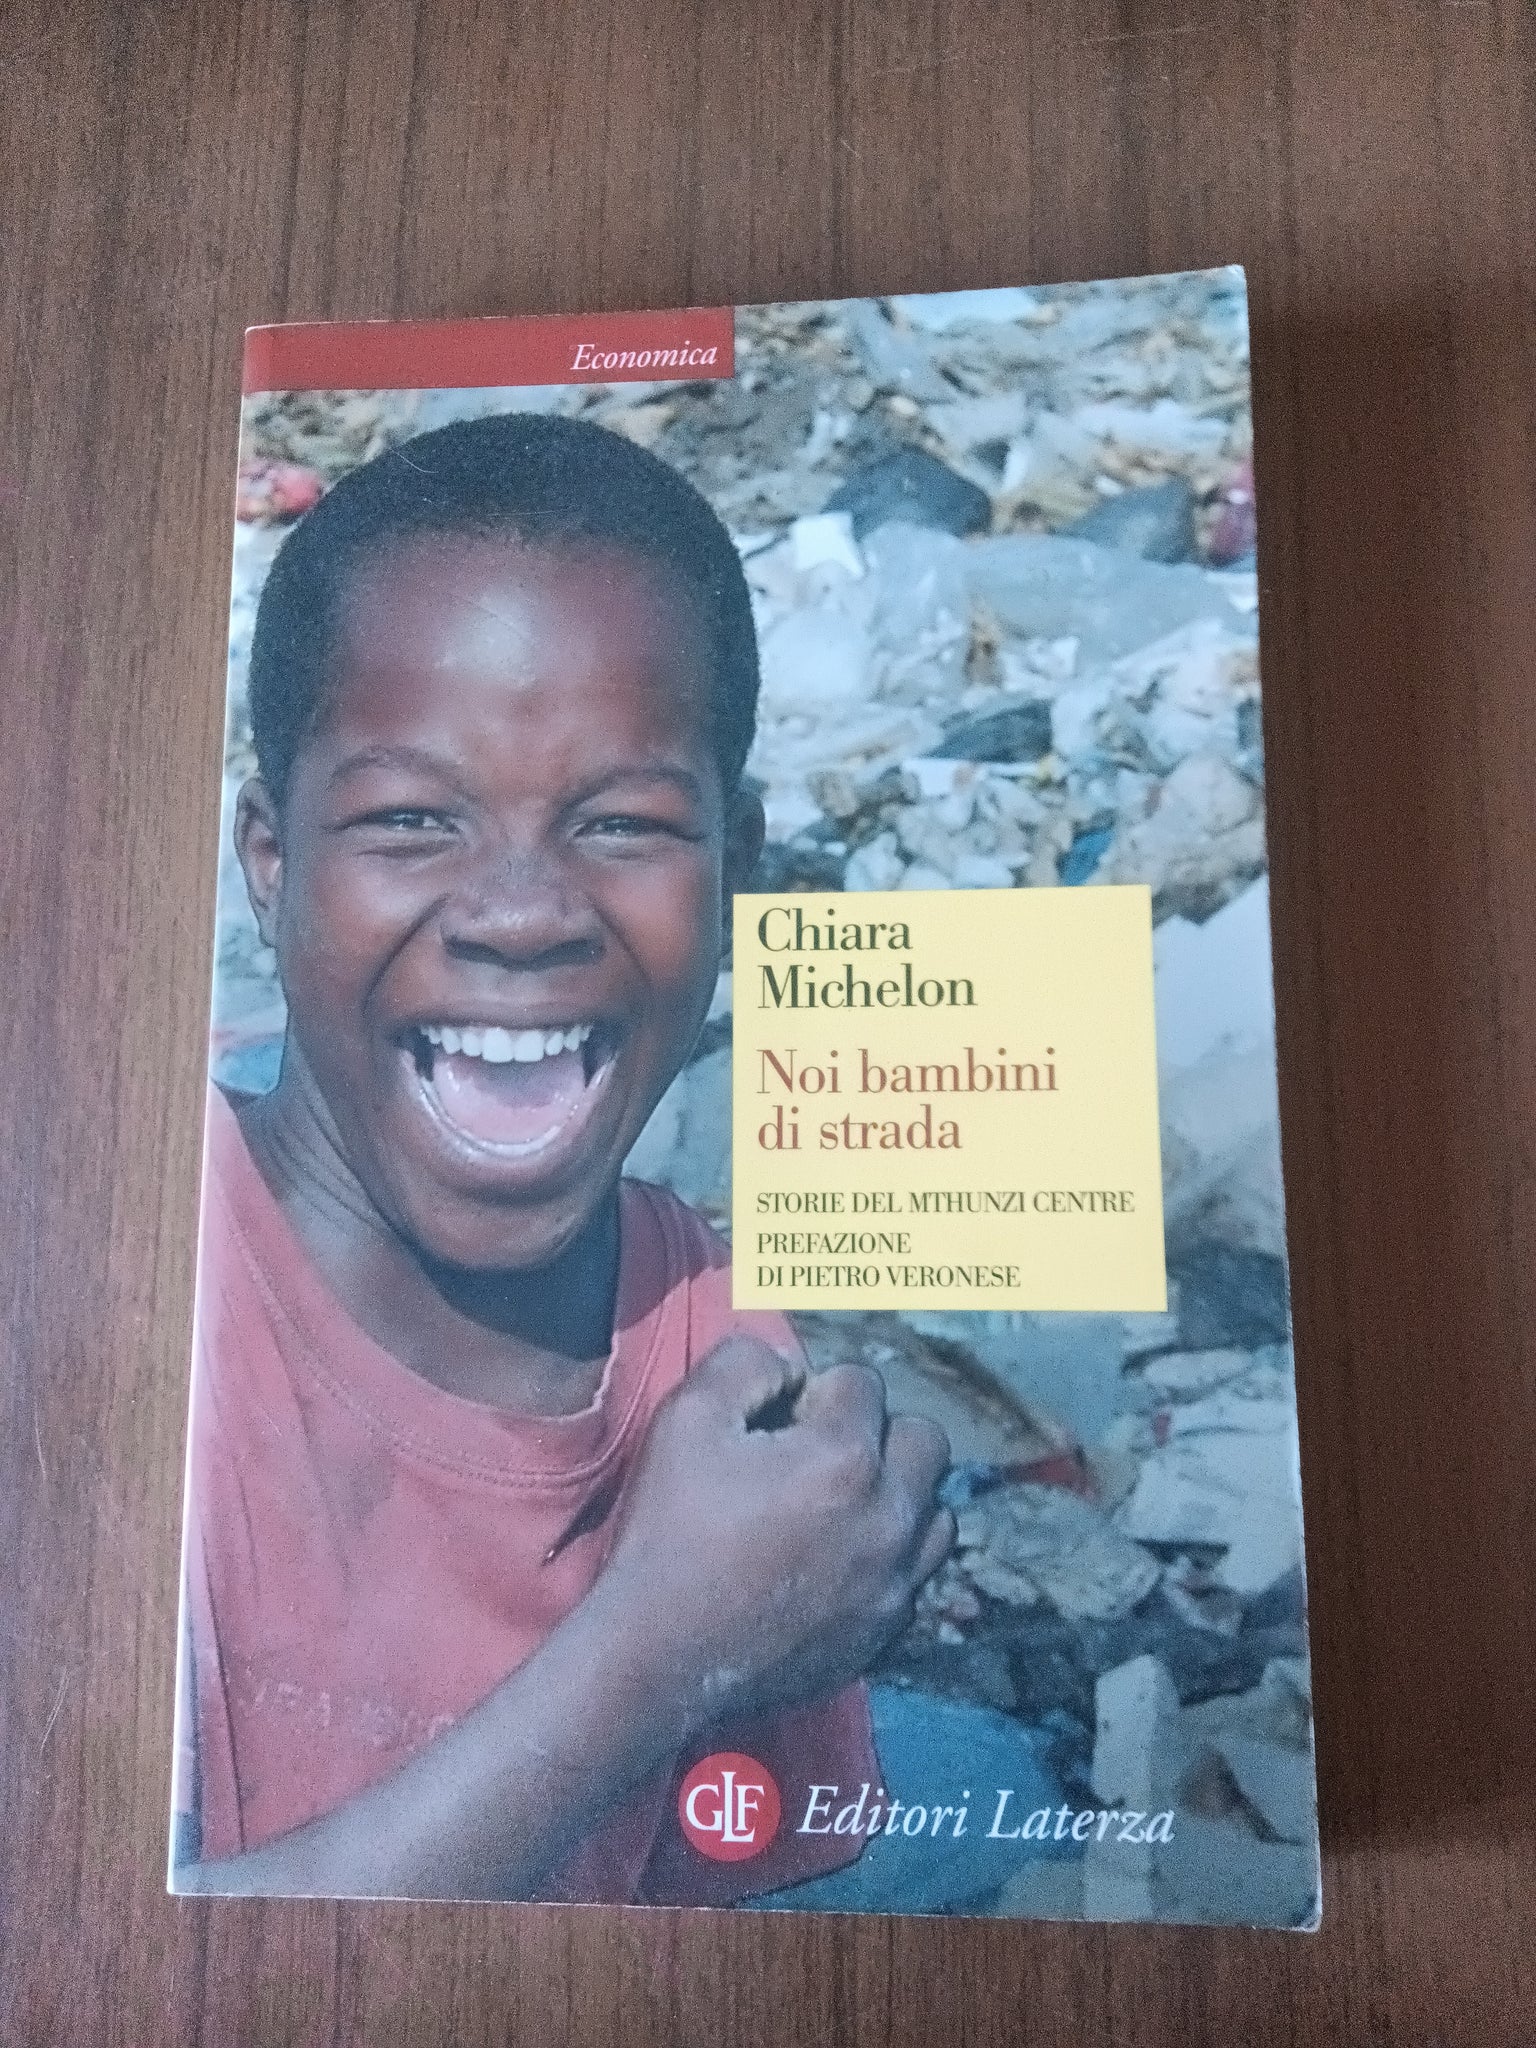 Economica
Chiara
Michelon
Noi bambini
di strada
STORIE DEL MTHUNZI CENTRE
PREFAZIONE
DI PIETRO VERONESE
GLF Editori Laterza